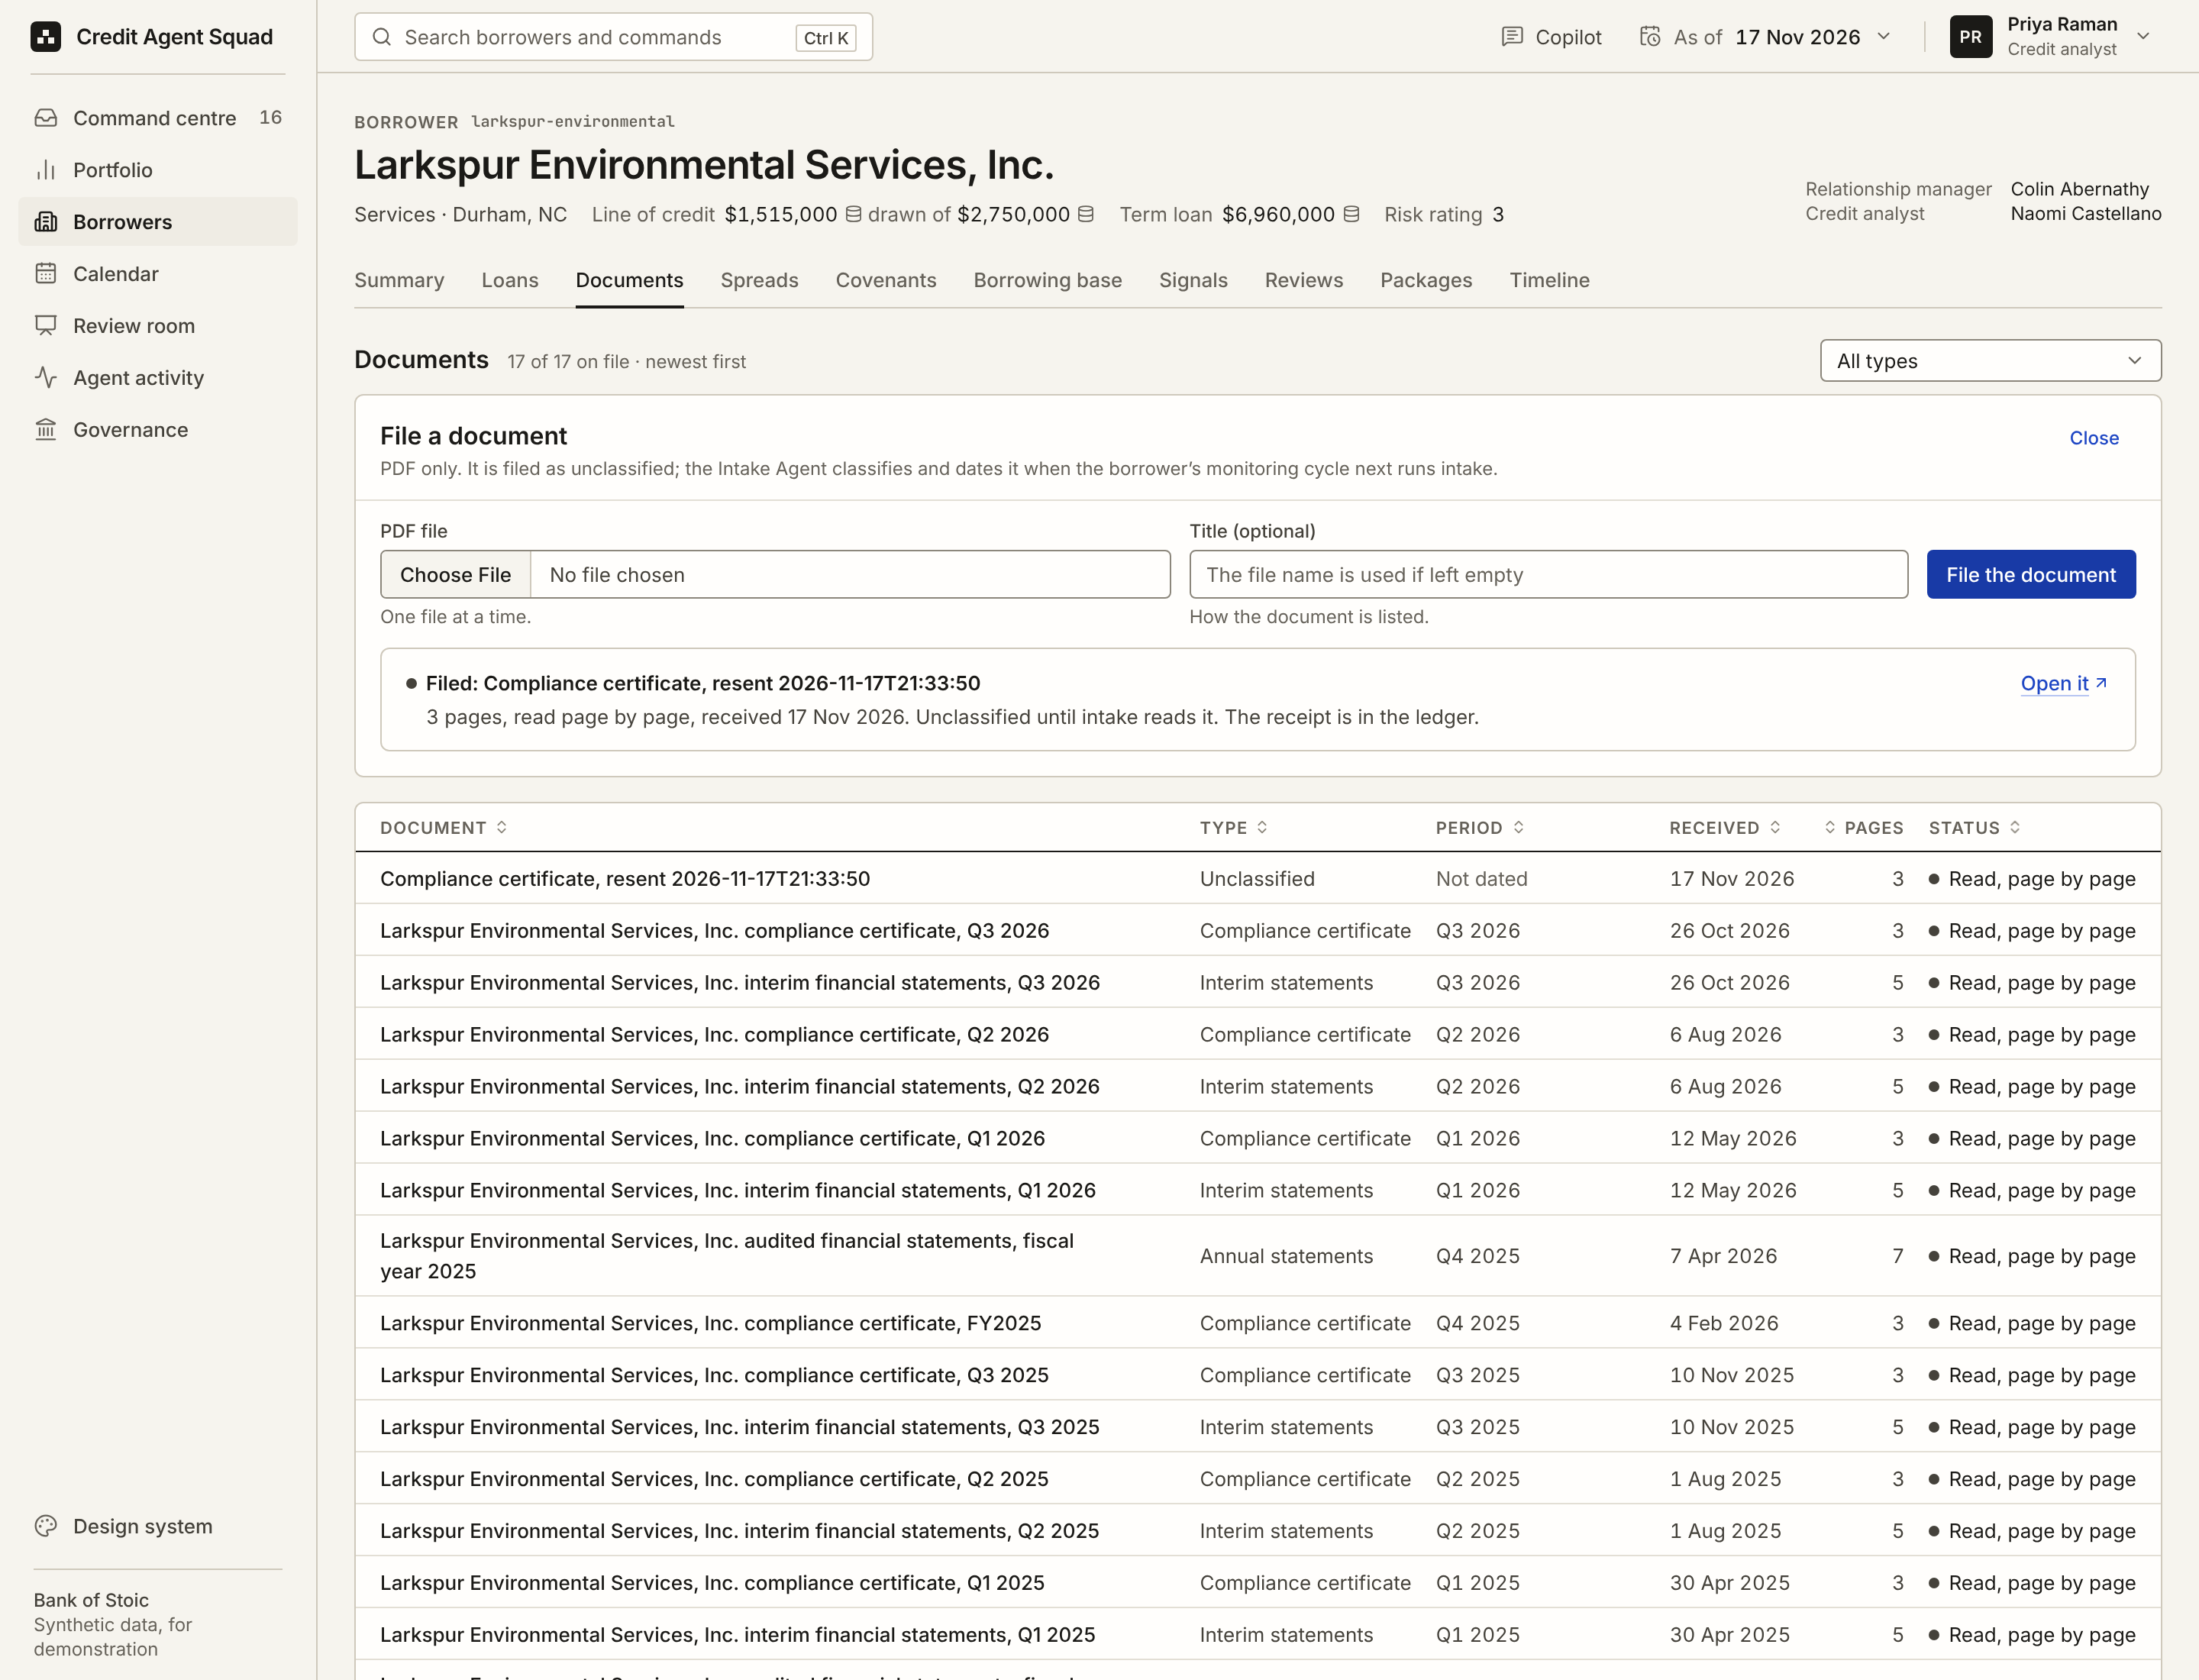 Credit Agent Squad
Command centre 16
Portfolio
Borrowers
Calendar
Review room
Agent activity
Governance
Design system
Bank of Stoic
Synthetic data, for
demonstration
Search borrowers and commands Ctrl K
Copilot
As of 17 Nov 2026
PR
Priya Raman
Credit analyst
BORROWER larkspur-environmental
Larkspur Environmental Services, Inc.
Services · Durham, NC Line of credit $1,515,000 drawn of $2,750,000 Term loan $6,960,000 Risk rating 3
Relationship manager Colin Abernathy
Credit analyst Naomi Castellano
Summary Loans Documents Spreads Covenants Borrowing base Signals Reviews Packages Timeline
Documents 17 of 17 on file · newest first
All types
File a document
Close
PDF only. It is filed as unclassified; the Intake Agent classifies and dates it when the borrower’s monitoring cycle next runs intake.
PDF file
Choose File No file chosen
One file at a time.
Title (optional)
The file name is used if left empty
How the document is listed.
File the document
Filed: Compliance certificate, resent 2026-11-17T21:33:50
Open it
3 pages, read page by page, received 17 Nov 2026. Unclassified until intake reads it. The receipt is in the ledger.
DOCUMENT TYPE PERIOD RECEIVED PAGES STATUS
Compliance certificate, resent 2026-11-17T21:33:50 Unclassified Not dated 17 Nov 2026 3 Read, page by page
Larkspur Environmental Services, Inc. compliance certificate, Q3 2026 Compliance certificate Q3 2026 26 Oct 2026 3 Read, page by page
Larkspur Environmental Services, Inc. interim financial statements, Q3 2026 Interim statements Q3 2026 26 Oct 2026 5 Read, page by page
Larkspur Environmental Services, Inc. compliance certificate, Q2 2026 Compliance certificate Q2 2026 6 Aug 2026 3 Read, page by page
Larkspur Environmental Services, Inc. interim financial statements, Q2 2026 Interim statements Q2 2026 6 Aug 2026 5 Read, page by page
Larkspur Environmental Services, Inc. compliance certificate, Q1 2026 Compliance certificate Q1 2026 12 May 2026 3 Read, page by page
Larkspur Environmental Services, Inc. interim financial statements, Q1 2026 Interim statements Q1 2026 12 May 2026 5 Read, page by page
Larkspur Environmental Services, Inc. audited financial statements, fiscal
year 2025 Annual statements Q4 2025 7 Apr 2026 7 Read, page by page
Larkspur Environmental Services, Inc. compliance certificate, FY2025 Compliance certificate Q4 2025 4 Feb 2026 3 Read, page by page
Larkspur Environmental Services, Inc. compliance certificate, Q3 2025 Compliance certificate Q3 2025 10 Nov 2025 3 Read, page by page
Larkspur Environmental Services, Inc. interim financial statements, Q3 2025 Interim statements Q3 2025 10 Nov 2025 5 Read, page by page
Larkspur Environmental Services, Inc. compliance certificate, Q2 2025 Compliance certificate Q2 2025 1 Aug 2025 3 Read, page by page
Larkspur Environmental Services, Inc. interim financial statements, Q2 2025 Interim statements Q2 2025 1 Aug 2025 5 Read, page by page
Larkspur Environmental Services, Inc. compliance certificate, Q1 2025 Compliance certificate Q1 2025 30 Apr 2025 3 Read, page by page
Larkspur Environmental Services, Inc. interim financial statements, Q1 2025 Interim statements Q1 2025 30 Apr 2025 5 Read, page by page